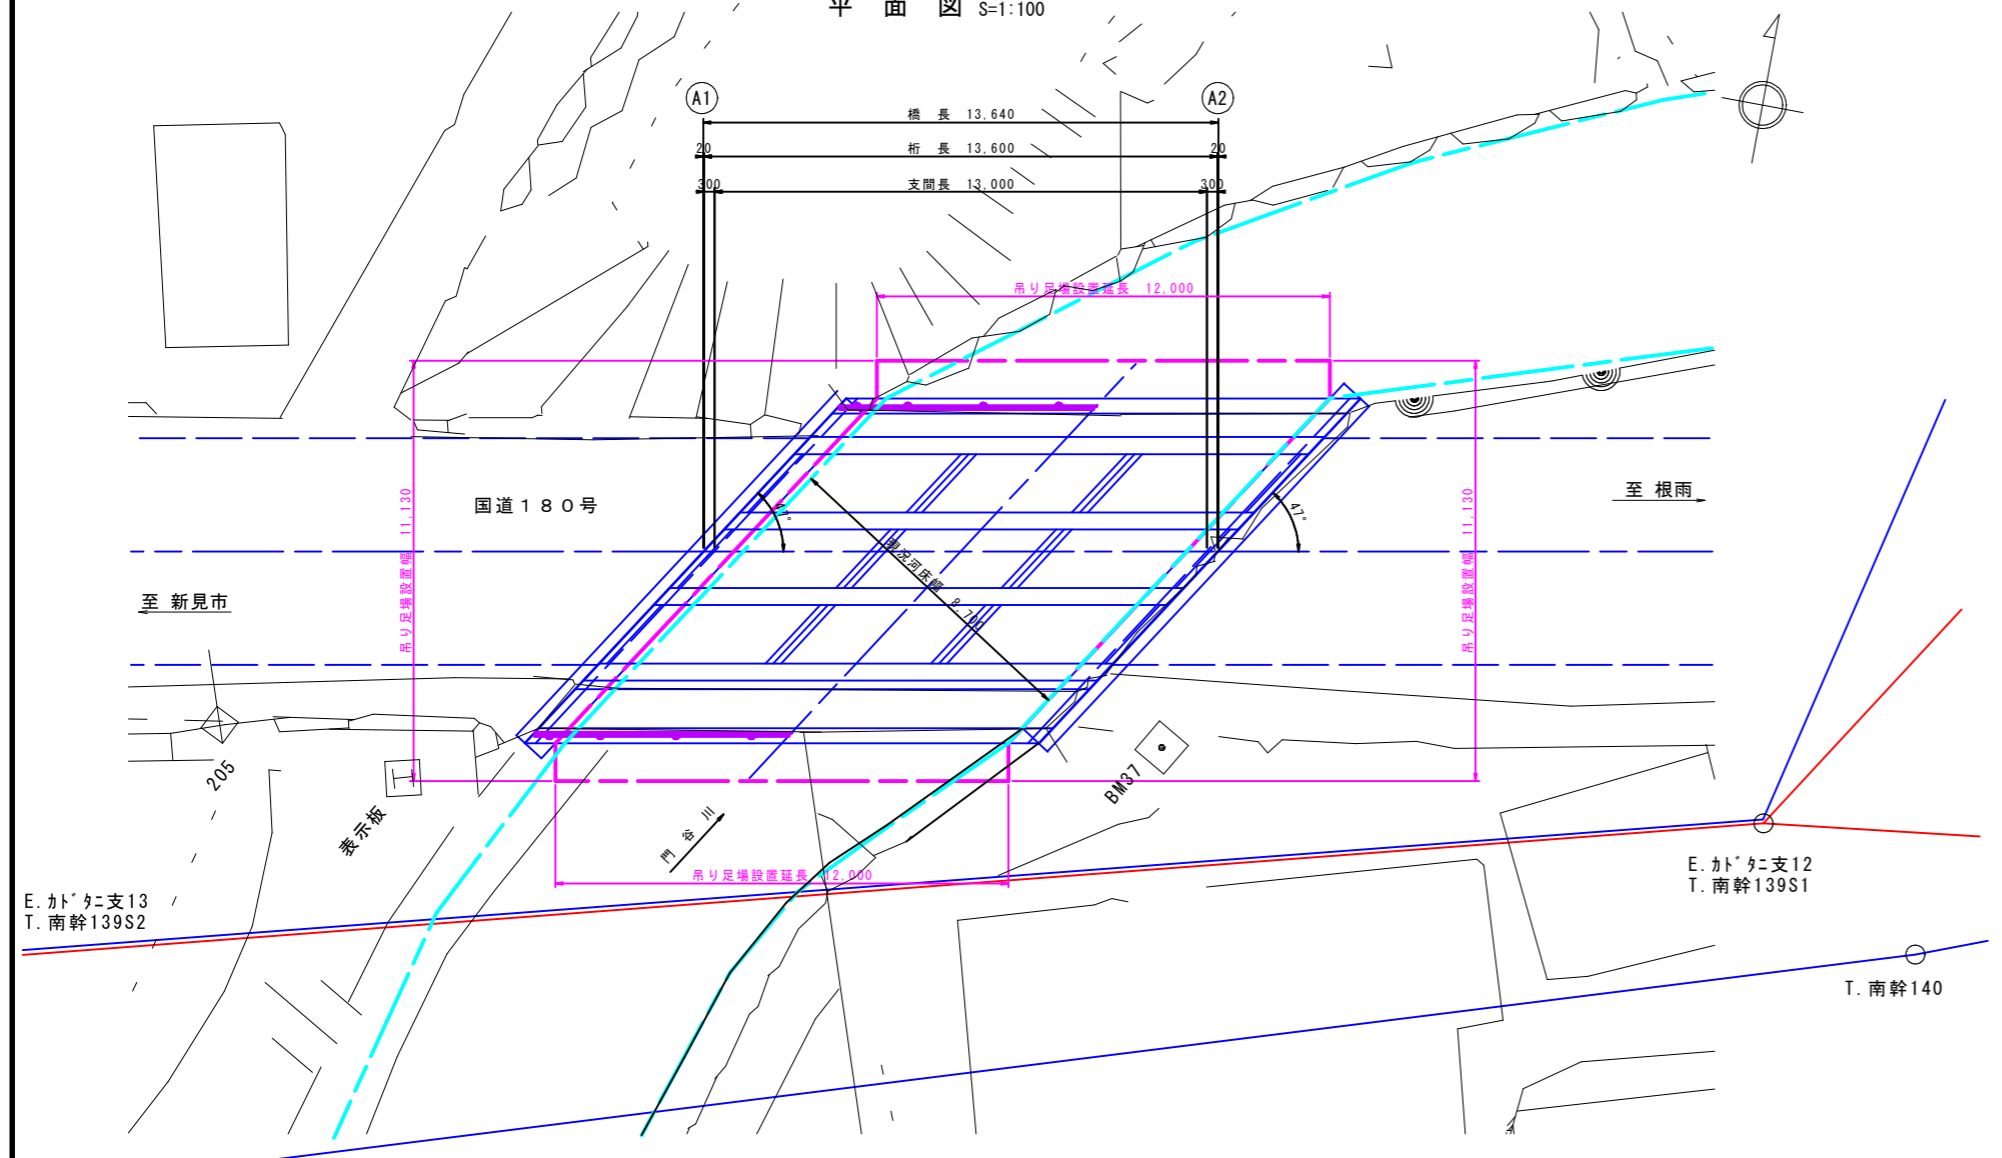 平 面 図 S=1:100
A1
A2
橋 長 13,640
20
桁 長 13,600
20
300
支間長 13,000
300
吊り足場設置延長 12,000
国道180号
47°
47°
至 根雨
吊り足場設置幅 11,130
吊り足場設置幅 11,130
現況河床幅 8,700
至 新見市
205
表示板
BM37
門 谷 川
吊り足場設置延長 12,000
E.ｶﾄﾞﾀﾆ支13
T.南幹139S2
E.ｶﾄﾞﾀﾆ支12
T.南幹139S1
T.南幹140